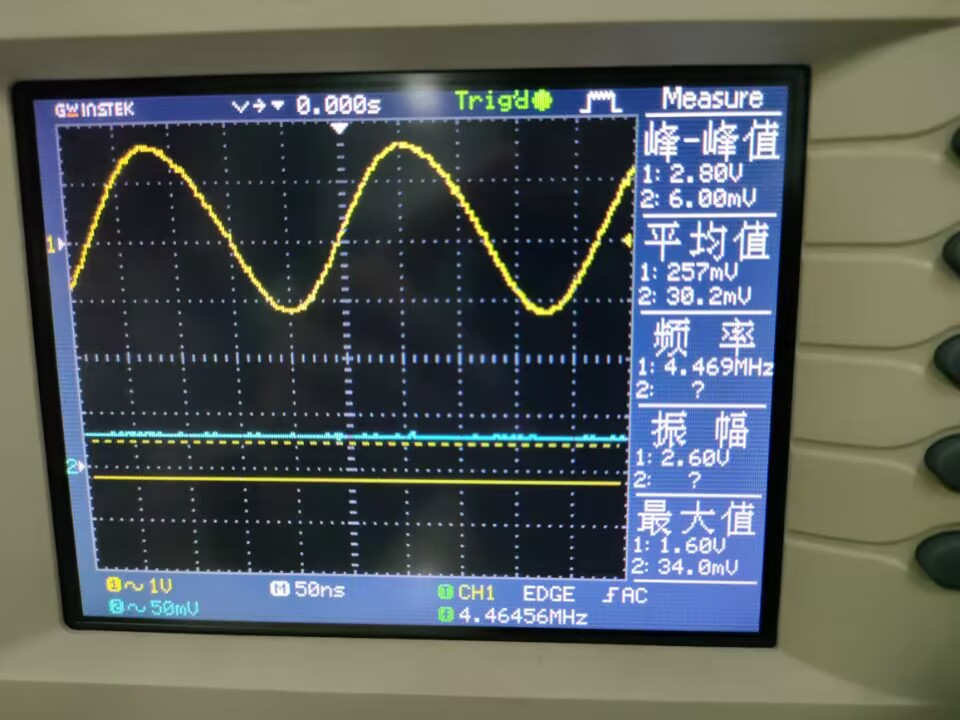 GW INSTEK 0.000s Trig'd Measure
峰-峰值
1: 2.80V
2: 6.00mV
平均值
1: 257mV
2: 30.2mV
频 率
1: 4.469MHz
2: ?
振 幅
1: 2.60V
2: ?
最大值
1: 1.60V
2: 34.0mV
1
2
1 ~ 1V M 50ns CH1 EDGE AC
2 ~ 50mV 4.46456MHz